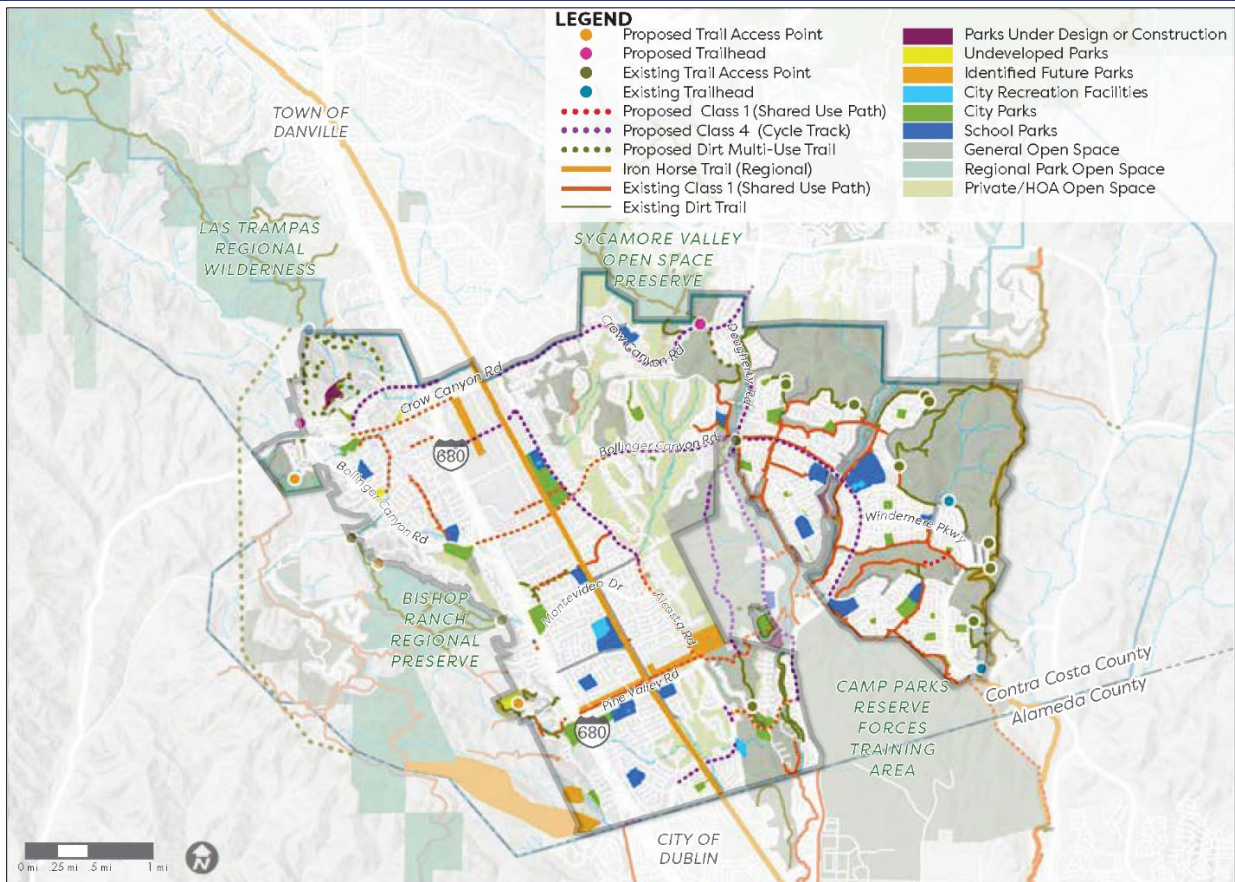 LEGEND
Proposed Trail Access Point
Proposed Trailhead
Existing Trail Access Point
Existing Trailhead
Proposed Class 1 (Shared Use Path)
Proposed Class 4 (Cycle Track)
Proposed Dirt Multi-Use Trail
Iron Horse Trail (Regional)
Existing Class 1 (Shared Use Path)
Existing Dirt Trail
Parks Under Design or Construction
Undeveloped Parks
Identified Future Parks
City Recreation Facilities
City Parks
School Parks
General Open Space
Regional Park Open Space
Private/HOA Open Space
TOWN OF
DANVILLE
LAS TRAMPAS
REGIONAL
WILDERNESS
SYCAMORE VALLEY
OPEN SPACE
PRESERVE
Crow Canyon Rd
Dougherty Rd
Crow Canyon Rd
680
Bollinger Canyon Rd
Bollinger Canyon Rd
Windemere Pkwy
Montevideo Dr
Alcosta Rd
BISHOP
RANCH
REGIONAL
PRESERVE
Pine Valley Rd
680
CAMP PARKS
RESERVE
FORCES
TRAINING
AREA
Contra Costa County
Alameda County
CITY OF
DUBLIN
0 mi .25 mi .5 mi 1 mi
N